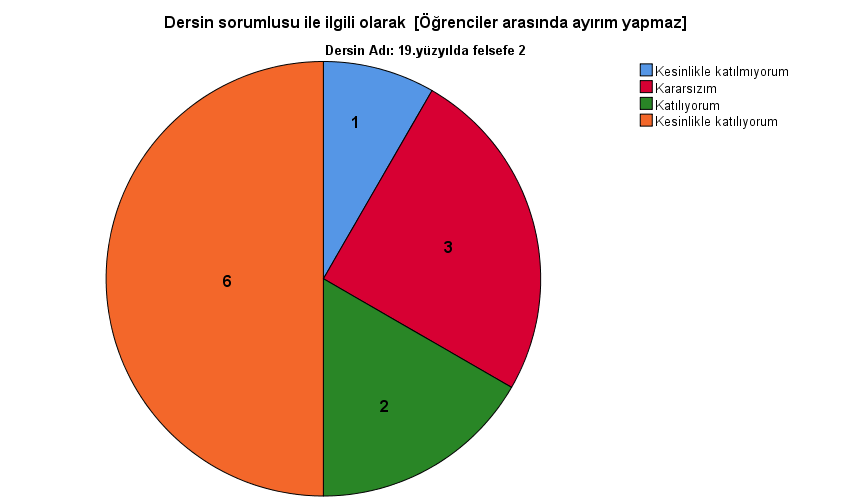 Dersin sorumlusu ile ilgili olarak  [Öğrenciler arasında ayırım yapmaz]
Dersin Adı: 19.yüzyılda felsefe 2
Kesinlikle katılmıyorum
Kararsızım
Katılıyorum
Kesinlikle katılıyorum
1
3
6
2